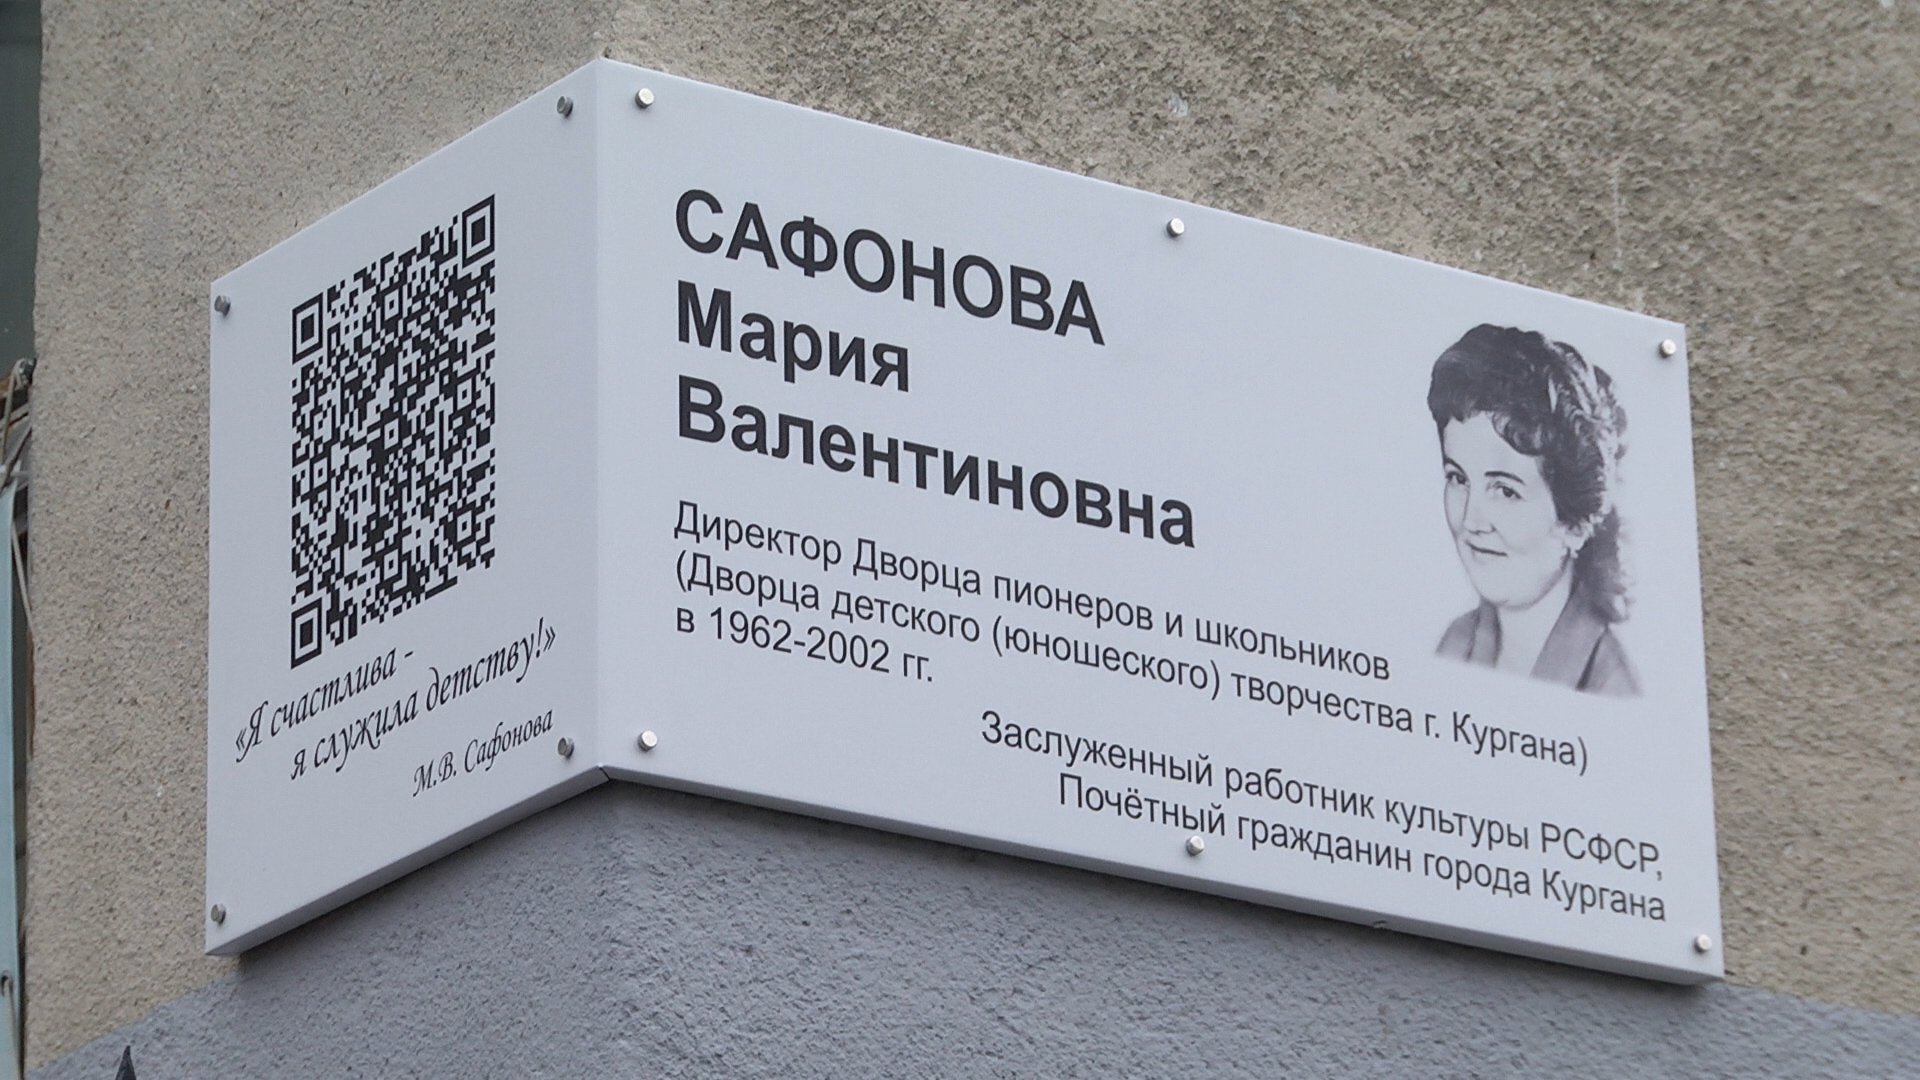 «Я счастлива -
я служила детству!»
М.В. Сафонова
САФОНОВА
Мария
Валентиновна
Директор Дворца пионеров и школьников
(Дворца детского (юношеского) творчества г. Кургана)
в 1962-2002 гг.
Заслуженный работник культуры РСФСР,
Почётный гражданин города Кургана